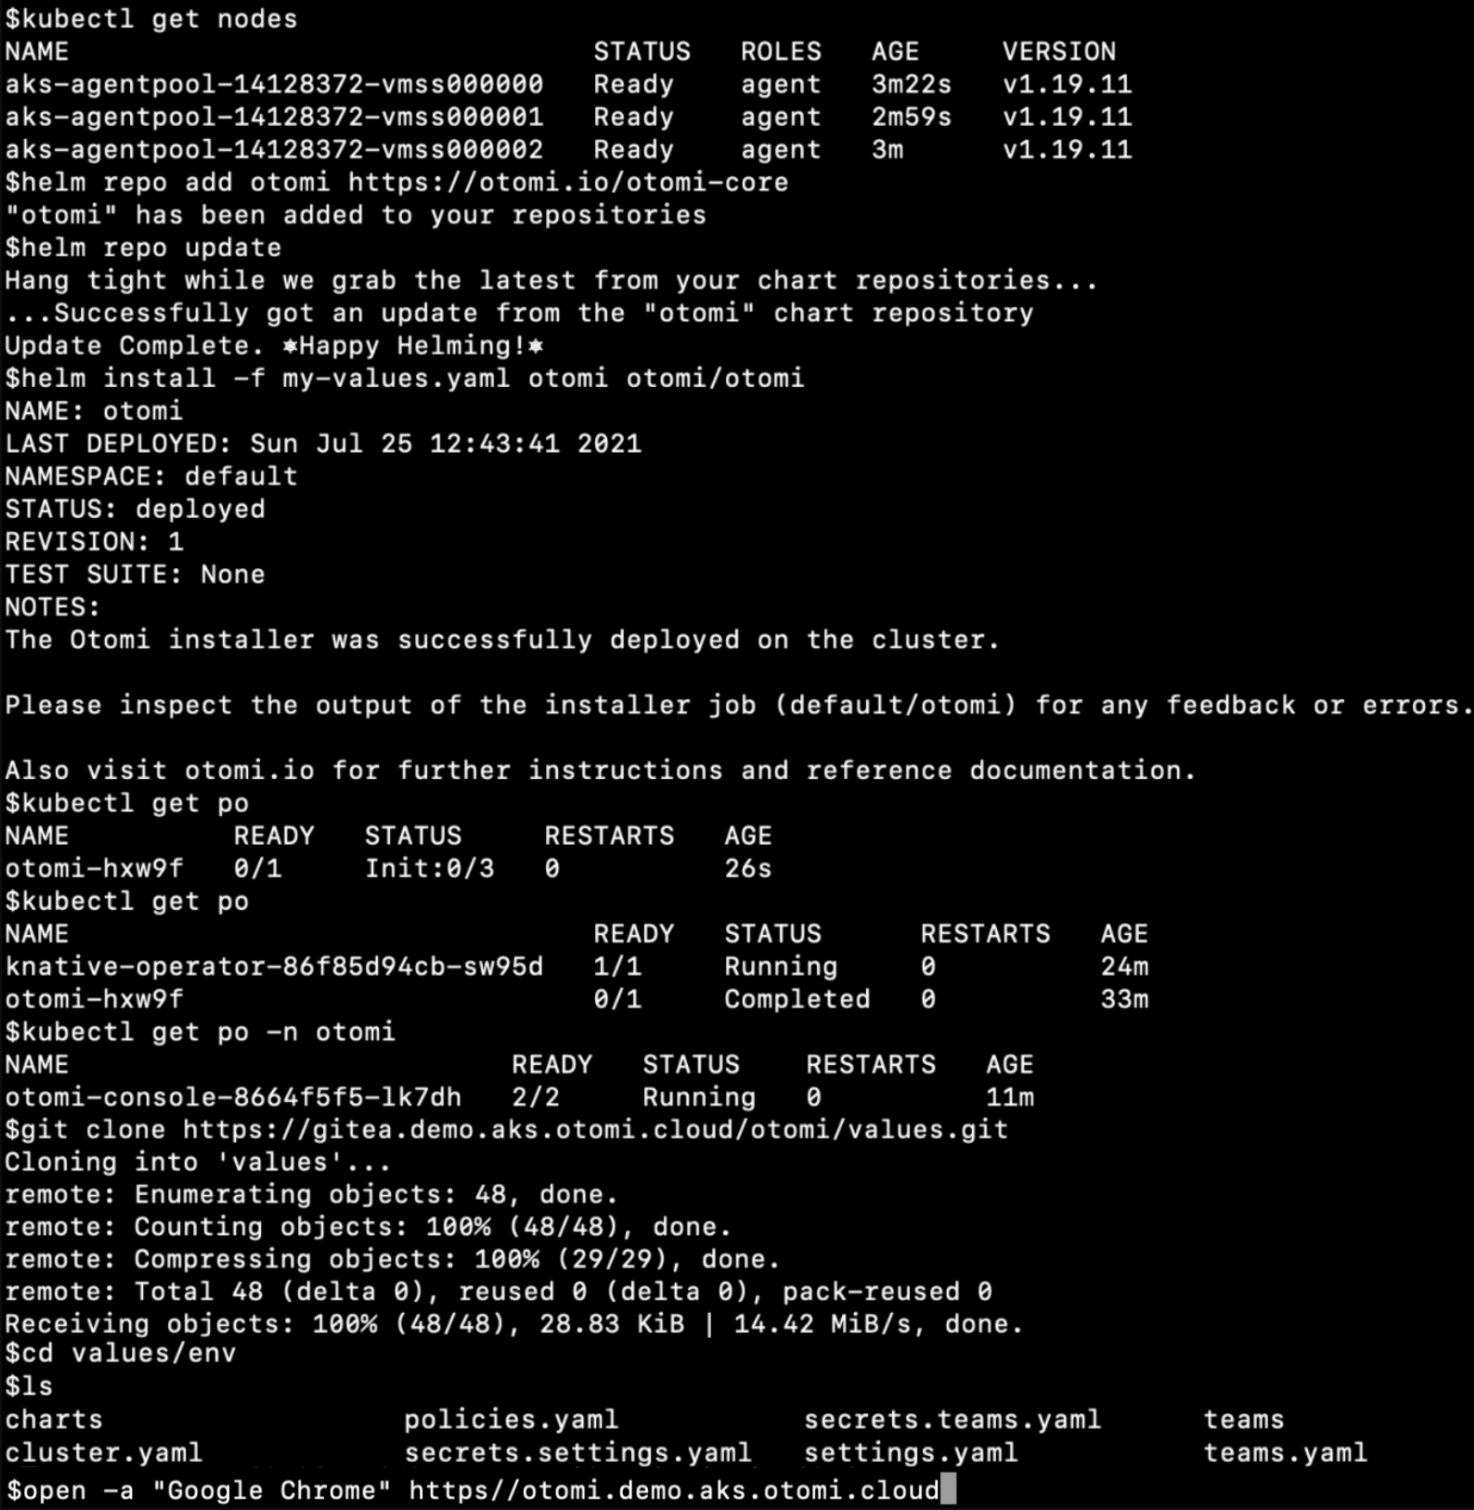 $kubectl get nodes
NAME STATUS ROLES AGE VERSION
aks-agentpool-14128372-vmss000000 Ready agent 3m22s v1.19.11
aks-agentpool-14128372-vmss000001 Ready agent 2m59s v1.19.11
aks-agentpool-14128372-vmss000002 Ready agent 3m v1.19.11
$helm repo add otomi https://otomi.io/otomi-core
"otomi" has been added to your repositories
$helm repo update
Hang tight while we grab the latest from your chart repositories...
...Successfully got an update from the "otomi" chart repository
Update Complete. ⎈Happy Helming!⎈
$helm install -f my-values.yaml otomi otomi/otomi
NAME: otomi
LAST DEPLOYED: Sun Jul 25 12:43:41 2021
NAMESPACE: default
STATUS: deployed
REVISION: 1
TEST SUITE: None
NOTES:
The Otomi installer was successfully deployed on the cluster.
Please inspect the output of the installer job (default/otomi) for any feedback or errors.
Also visit otomi.io for further instructions and reference documentation.
$kubectl get po
NAME READY STATUS RESTARTS AGE
otomi-hxw9f 0/1 Init:0/3 0 26s
$kubectl get po
NAME READY STATUS RESTARTS AGE
knative-operator-86f85d94cb-sw95d 1/1 Running 0 24m
otomi-hxw9f 0/1 Completed 0 33m
$kubectl get po -n otomi
NAME READY STATUS RESTARTS AGE
otomi-console-8664f5f5-lk7dh 2/2 Running 0 11m
$git clone https://gitea.demo.aks.otomi.cloud/otomi/values.git
Cloning into 'values'...
remote: Enumerating objects: 48, done.
remote: Counting objects: 100% (48/48), done.
remote: Compressing objects: 100% (29/29), done.
remote: Total 48 (delta 0), reused 0 (delta 0), pack-reused 0
Receiving objects: 100% (48/48), 28.83 KiB | 14.42 MiB/s, done.
$cd values/env
$ls
charts policies.yaml secrets.teams.yaml teams
cluster.yaml secrets.settings.yaml settings.yaml teams.yaml
$open -a "Google Chrome" https//otomi.demo.aks.otomi.cloud